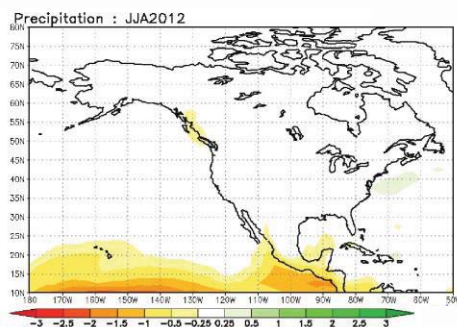 Precipitation : JJA2012
80N
75N
70N
65N
60N
55N
50N
45N
40N
35N
30N
25N
20N
15N
10N
180 170W 160W 150W 140W 130W 120W 110W 100W 90W 80W 70W 60W 50W
-3 -2.5 -2 -1.5 -1 -0.5 -0.25 0.25 0.5 1 1.5 2 2.5 3